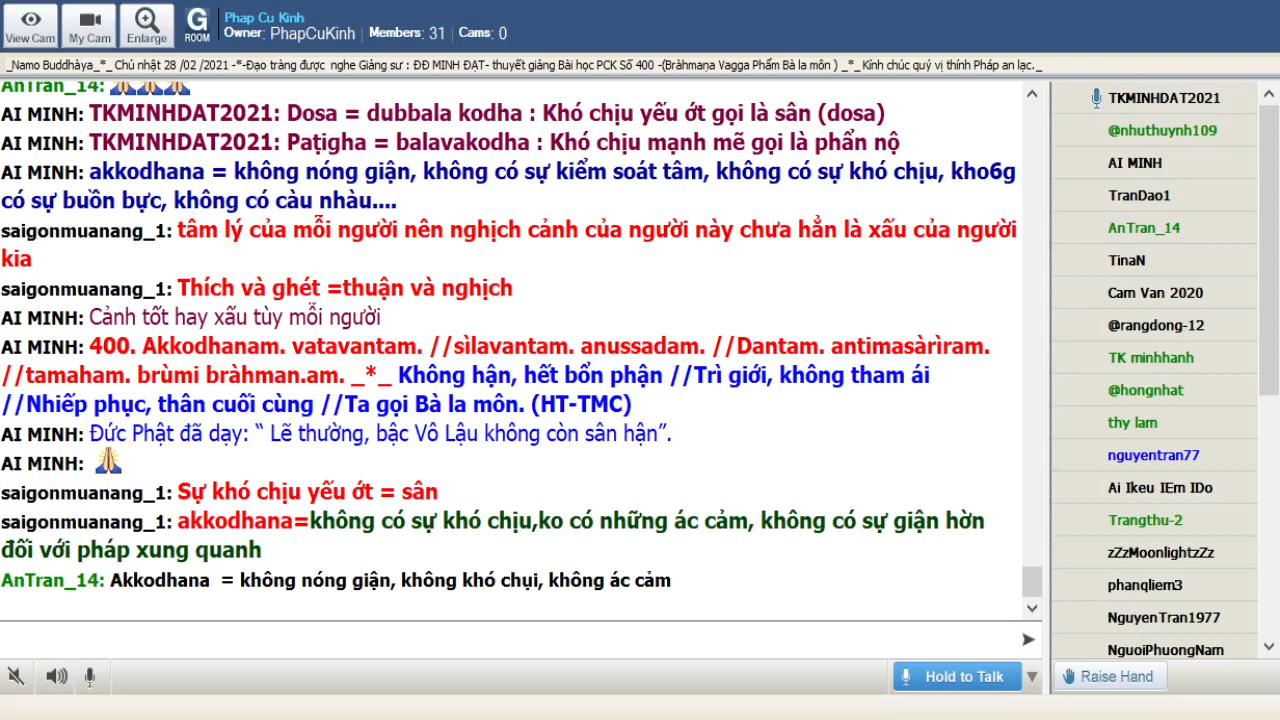 View Cam
My Cam
Enlarge
G
ROOM
Phap Cu Kinh
Owner: PhapCuKinh | Members: 31 | Cams: 0
_Namo Buddhàya_*_ Chủ nhật 28 /02 /2021 -*-Đạo tràng được nghe Giảng sư : ĐĐ MINH ĐẠT- thuyết giảng Bài học PCK Số 400 -(Bràhmaṇa Vagga Phẩm Bà la môn ) _*_ Kính chúc quý vị thính Pháp an lạc._
AnTran_14: 🙏🙏🙏
AI MINH: TKMINHDAT2021: Dosa = dubbala kodha : Khó chịu yếu ớt gọi là sân (dosa)
AI MINH: TKMINHDAT2021: Paṭigha = balavakodha : Khó chịu mạnh mẽ gọi là phẩn nộ
AI MINH: akkodhana = không nóng giận, không có sự kiểm soát tâm, không có sự khó chịu, kho6g
có sự buồn bực, không có càu nhàu....
saigonmuanang_1: tâm lý của mỗi người nên nghịch cảnh của người này chưa hẳn là xấu của người
kia
saigonmuanang_1: Thích và ghét =thuận và nghịch
AI MINH: Cảnh tốt hay xấu tùy mỗi người
AI MINH: 400. Akkodhanam. vatavantam. //sìlavantam. anussadam. //Dantam. antimasàrìram.
//tamaham. brùmi bràhman.am. _*_ Không hận, hết bổn phận //Trì giới, không tham ái
//Nhiếp phục, thân cuối cùng //Ta gọi Bà la môn. (HT-TMC)
AI MINH: Đức Phật đã dạy: “ Lẽ thường, bậc Vô Lậu không còn sân hận”.
AI MINH: 🙏
saigonmuanang_1: Sự khó chịu yếu ớt = sân
saigonmuanang_1: akkodhana=không có sự khó chịu,ko có những ác cảm, không có sự giận hờn
đối với pháp xung quanh
AnTran_14: Akkodhana = không nóng giận, không khó chụi, không ác cảm
Hold to Talk
TKMINHDAT2021
@nhuthuynh109
AI MINH
TranDao1
AnTran_14
TinaN
Cam Van 2020
@rangdong-12
TK minhhanh
@hongnhat
thy lam
nguyentran77
Ai Ikeu IEm IDo
Trangthu-2
zZzMoonlightzZz
phanqliem3
NguyenTran1977
NguoiPhuongNam
Raise Hand